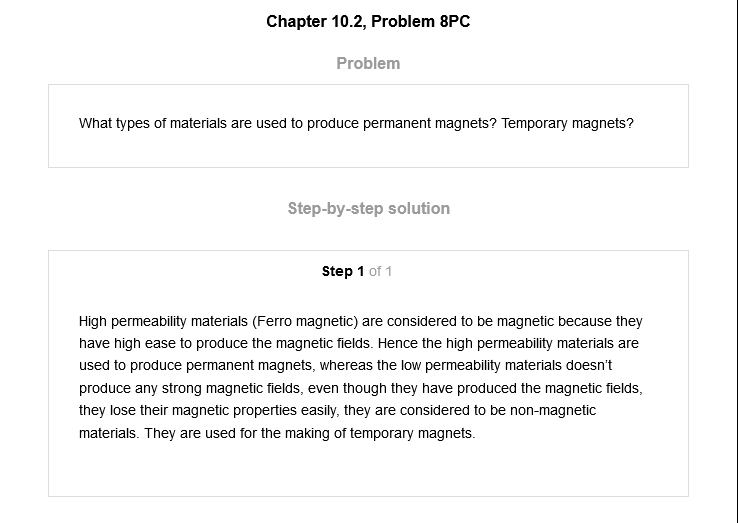 Chapter 10.2, Problem 8PC
Problem
What types of materials are used to produce permanent magnets? Temporary magnets?
Step-by-step solution
Step 1 of 1
High permeability materials (Ferro magnetic) are considered to be magnetic because they
have high ease to produce the magnetic fields. Hence the high permeability materials are
used to produce permanent magnets, whereas the low permeability materials doesn't
produce any strong magnetic fields, even though they have produced the magnetic fields,
they lose their magnetic properties easily, they are considered to be non-magnetic
materials. They are used for the making of temporary magnets.